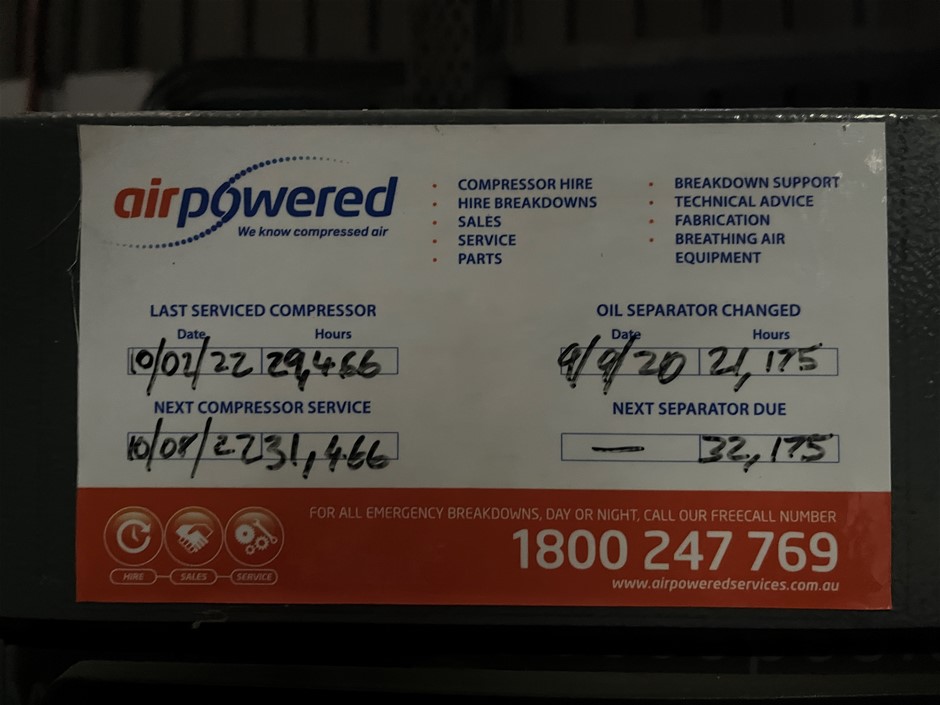 airpowered
We know compressed air
• COMPRESSOR HIRE
• HIRE BREAKDOWNS
• SALES
• SERVICE
• PARTS
• BREAKDOWN SUPPORT
• TECHNICAL ADVICE
• FABRICATION
• BREATHING AIR
EQUIPMENT
LAST SERVICED COMPRESSOR
Date Hours
10/02/22 29,466
NEXT COMPRESSOR SERVICE
10/08/22 31,466
OIL SEPARATOR CHANGED
Date Hours
9/9/20 21,175
NEXT SEPARATOR DUE
— 32,175
FOR ALL EMERGENCY BREAKDOWNS, DAY OR NIGHT, CALL OUR FREECALL NUMBER
1800 247 769
www.airpoweredservices.com.au
HIRE SALES SERVICE